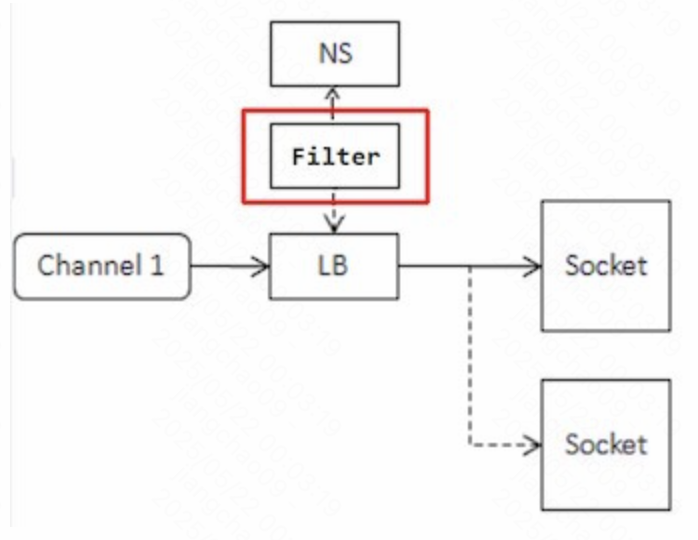 NS
Filter
Channel 1
LB
Socket
Socket